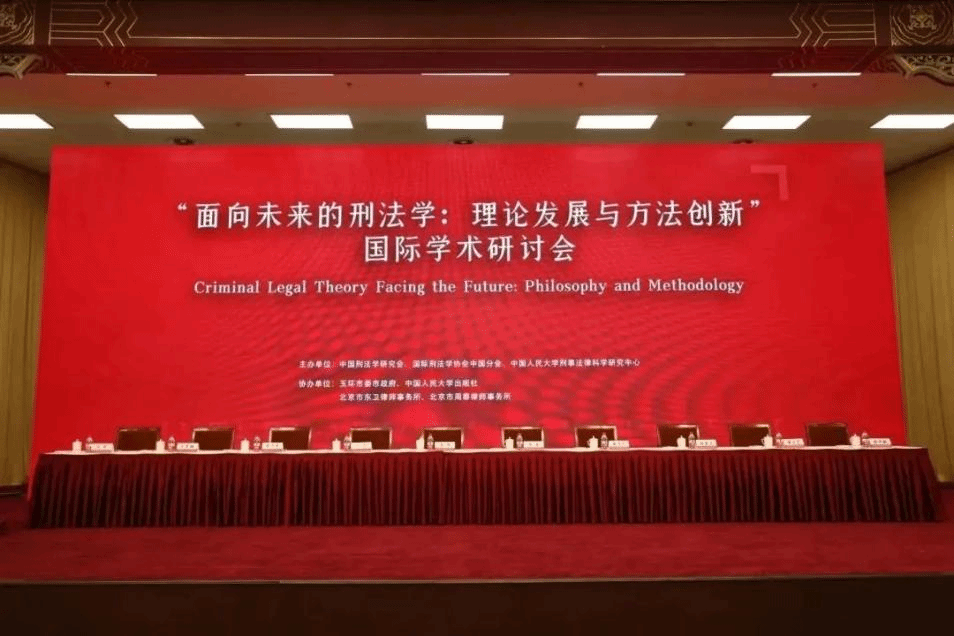 “面向未来的刑法学：理论发展与方法创新”
国际学术研讨会
Criminal Legal Theory Facing the Future: Philosophy and Methodology
主办单位：中国刑法学研究会、国际刑法学协会中国分会、中国人民大学刑事法律科学研究中心
协办单位：玉环市委市政府、中国人民大学出版社
北京市东卫律师事务所、北京市周泰律师事务所